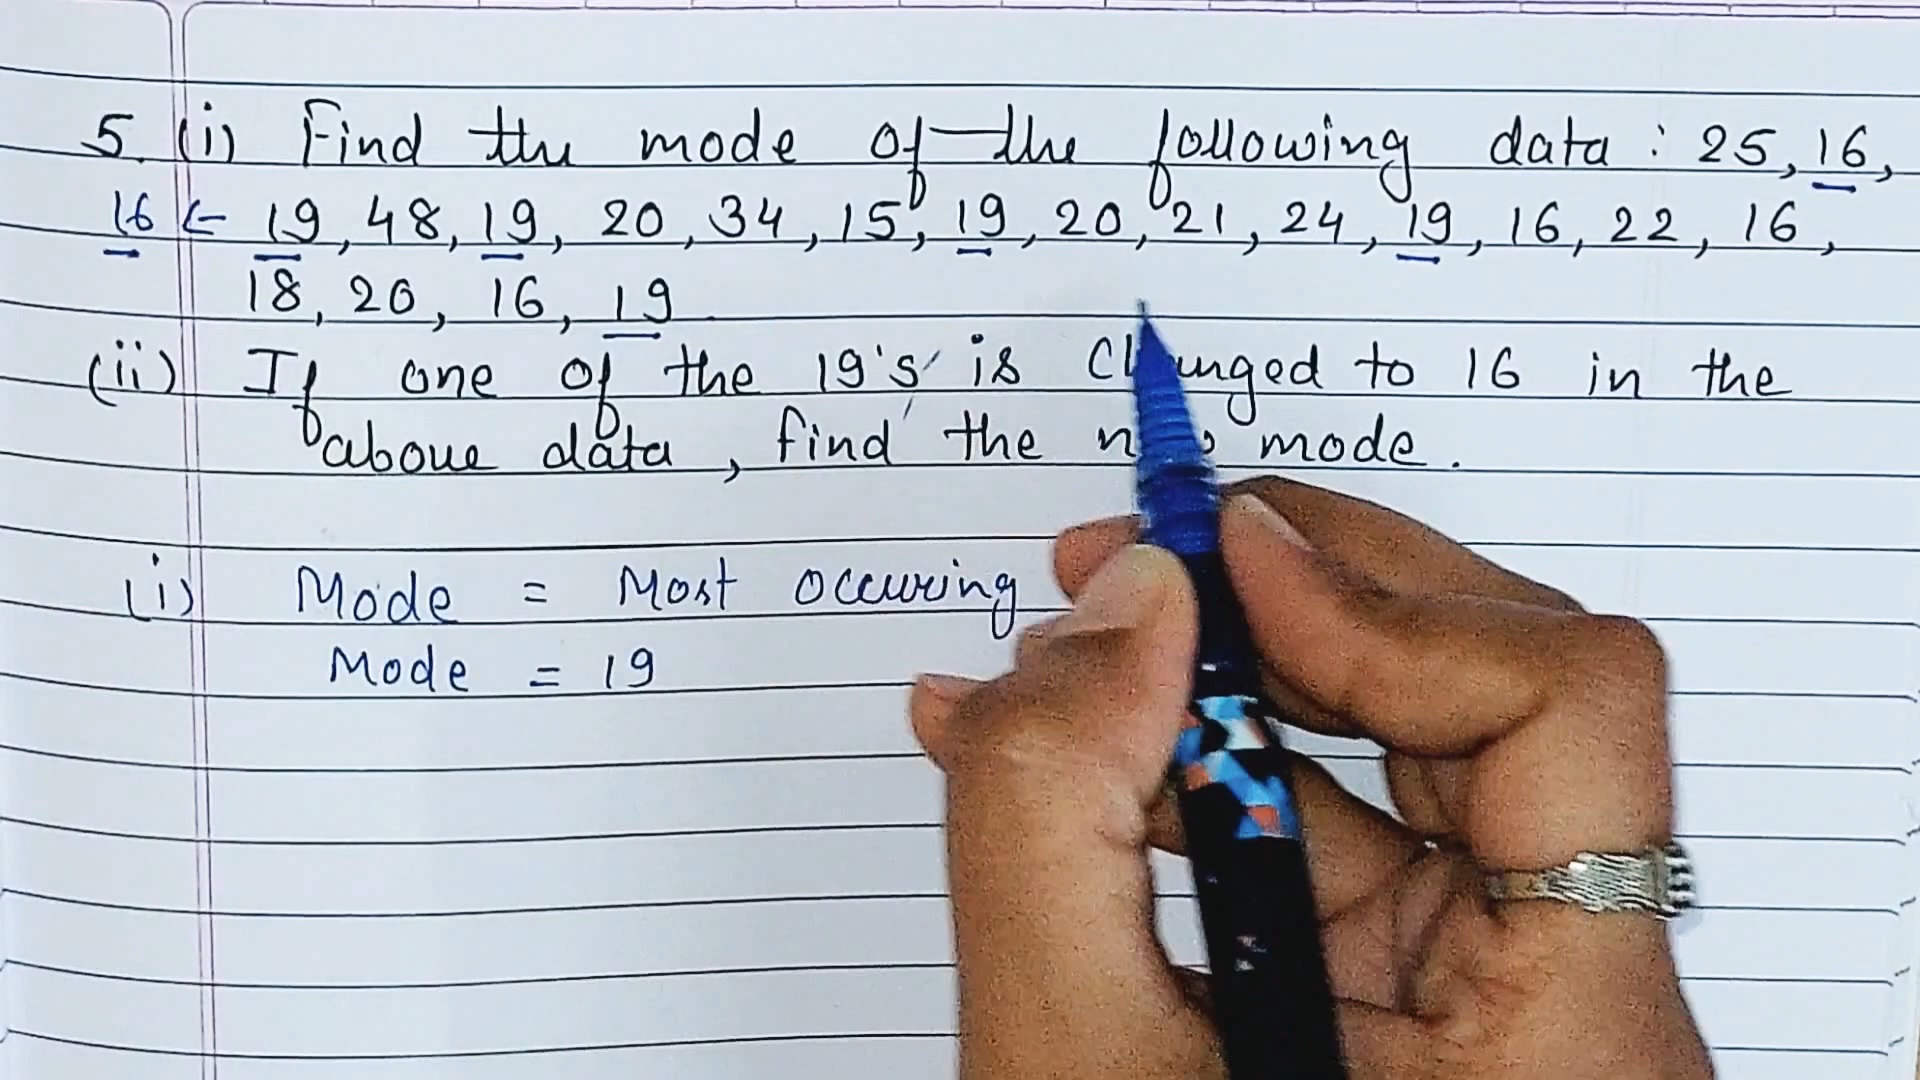 5. (i) Find the mode of the following data : 25, 16,
16 ← 19, 48, 19, 20, 34, 15, 19, 20, 21, 24, 19, 16, 22, 16,
18, 20, 16, 19
(ii) If one of the 19's is changed to 16 in the
above data, find the mode.
(i) Mode = Most occuring
Mode = 19